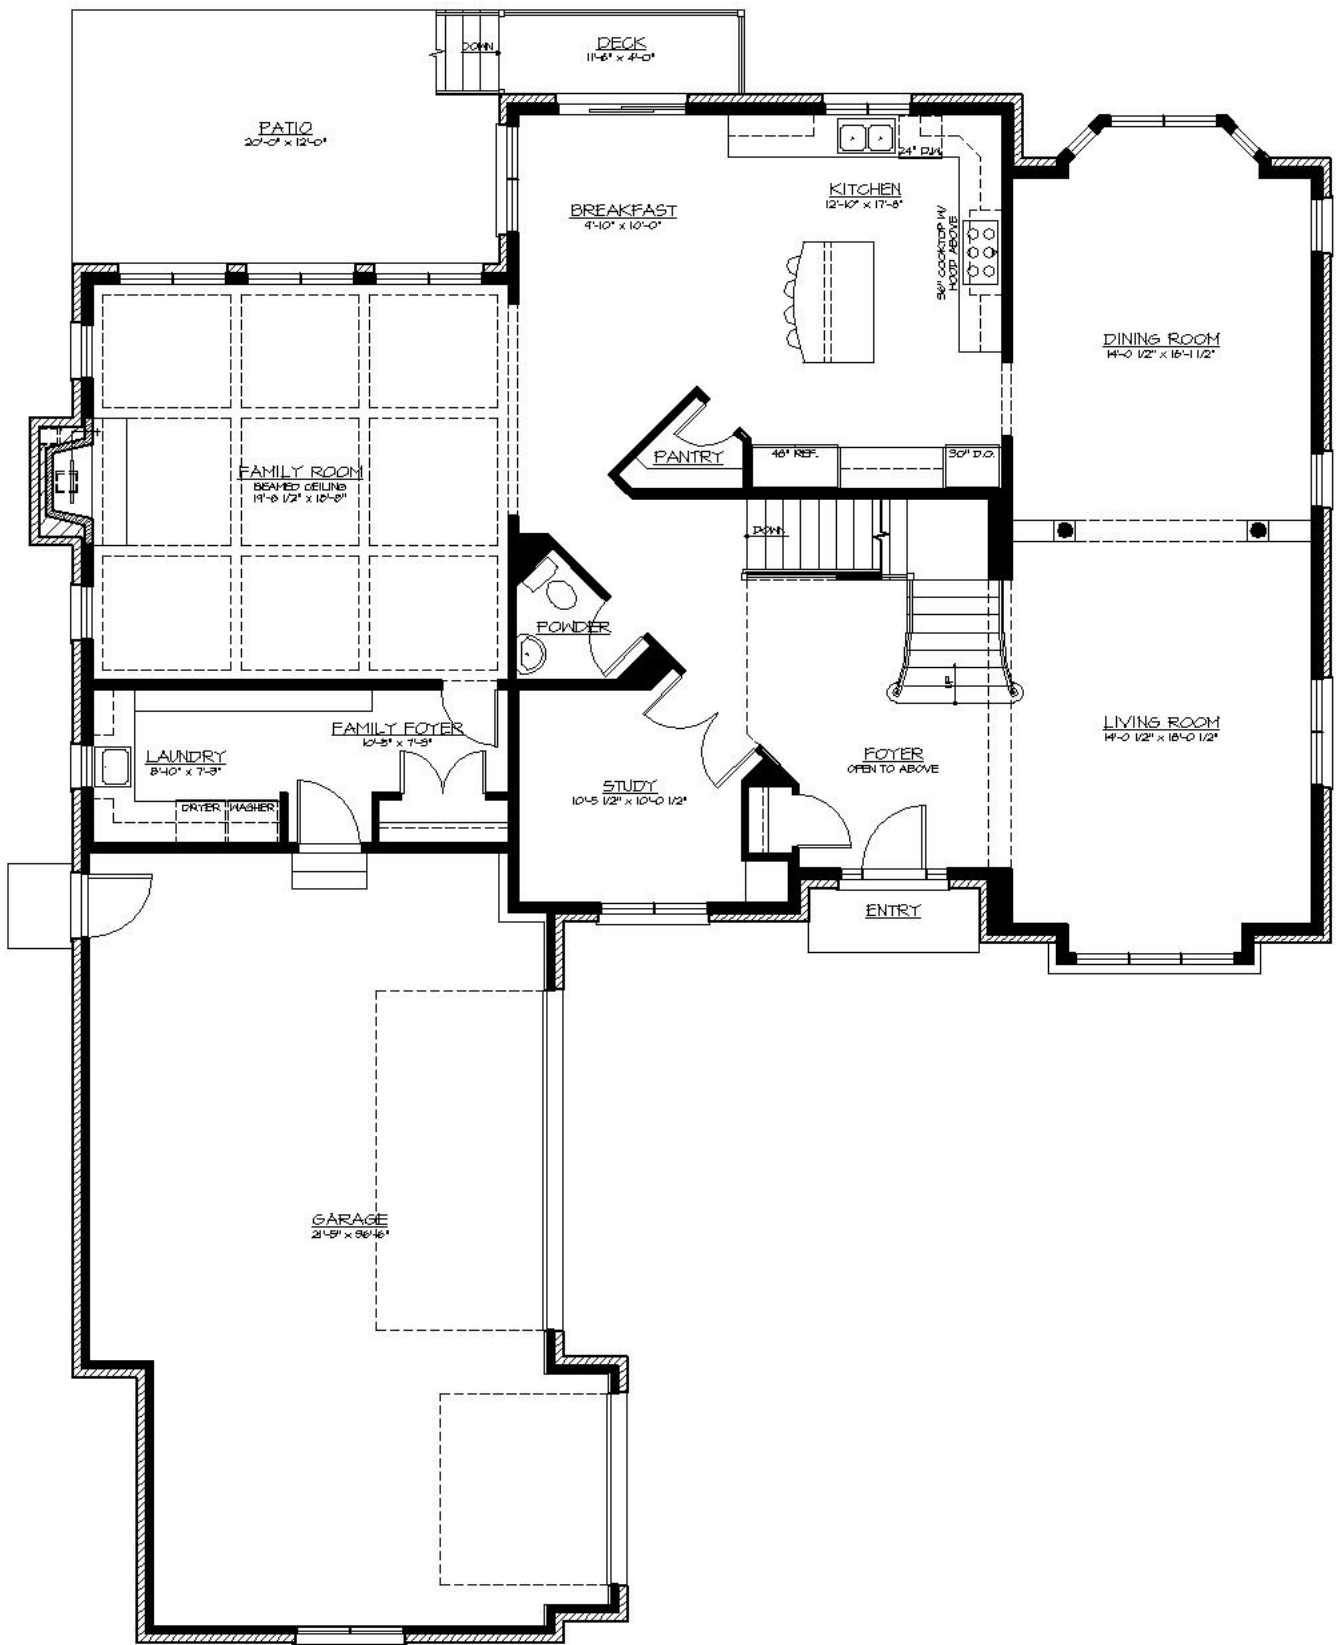 DOWN
DECK
11'-6" x 4'-0"
PATIO
20'-0" x 12'-0"
24" D.W.
KITCHEN
12'-10" x 17'-8"
BREAKFAST
9'-10" x 10'-0"
36" COOKTOP W/
HOOD ABOVE
DINING ROOM
14'-0 1/2" x 16'-1 1/2"
PANTRY
48" REF.
30" D.O.
FAMILY ROOM
BEAMED CEILING
19'-8 1/2" x 18'-8"
DOWN
POWDER
UP
LIVING ROOM
14'-0 1/2" x 18'-0 1/2"
FAMILY FOYER
10'-5" x 7'-3"
LAUNDRY
8'-10" x 7'-3"
FOYER
OPEN TO ABOVE
STUDY
10'-5 1/2" x 10'-0 1/2"
DRYER
WASHER
ENTRY
GARAGE
21'-5" x 36'-6"